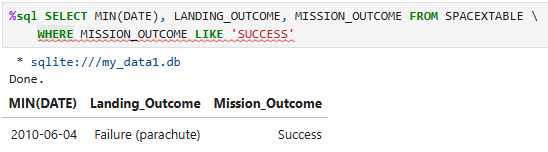 %sql SELECT MIN(DATE), LANDING_OUTCOME, MISSION_OUTCOME FROM SPACEXTABLE \
WHERE MISSION_OUTCOME LIKE 'SUCCESS'
* sqlite:///my_data1.db
Done.
MIN(DATE) Landing_Outcome Mission_Outcome
2010-06-04 Failure (parachute) Success